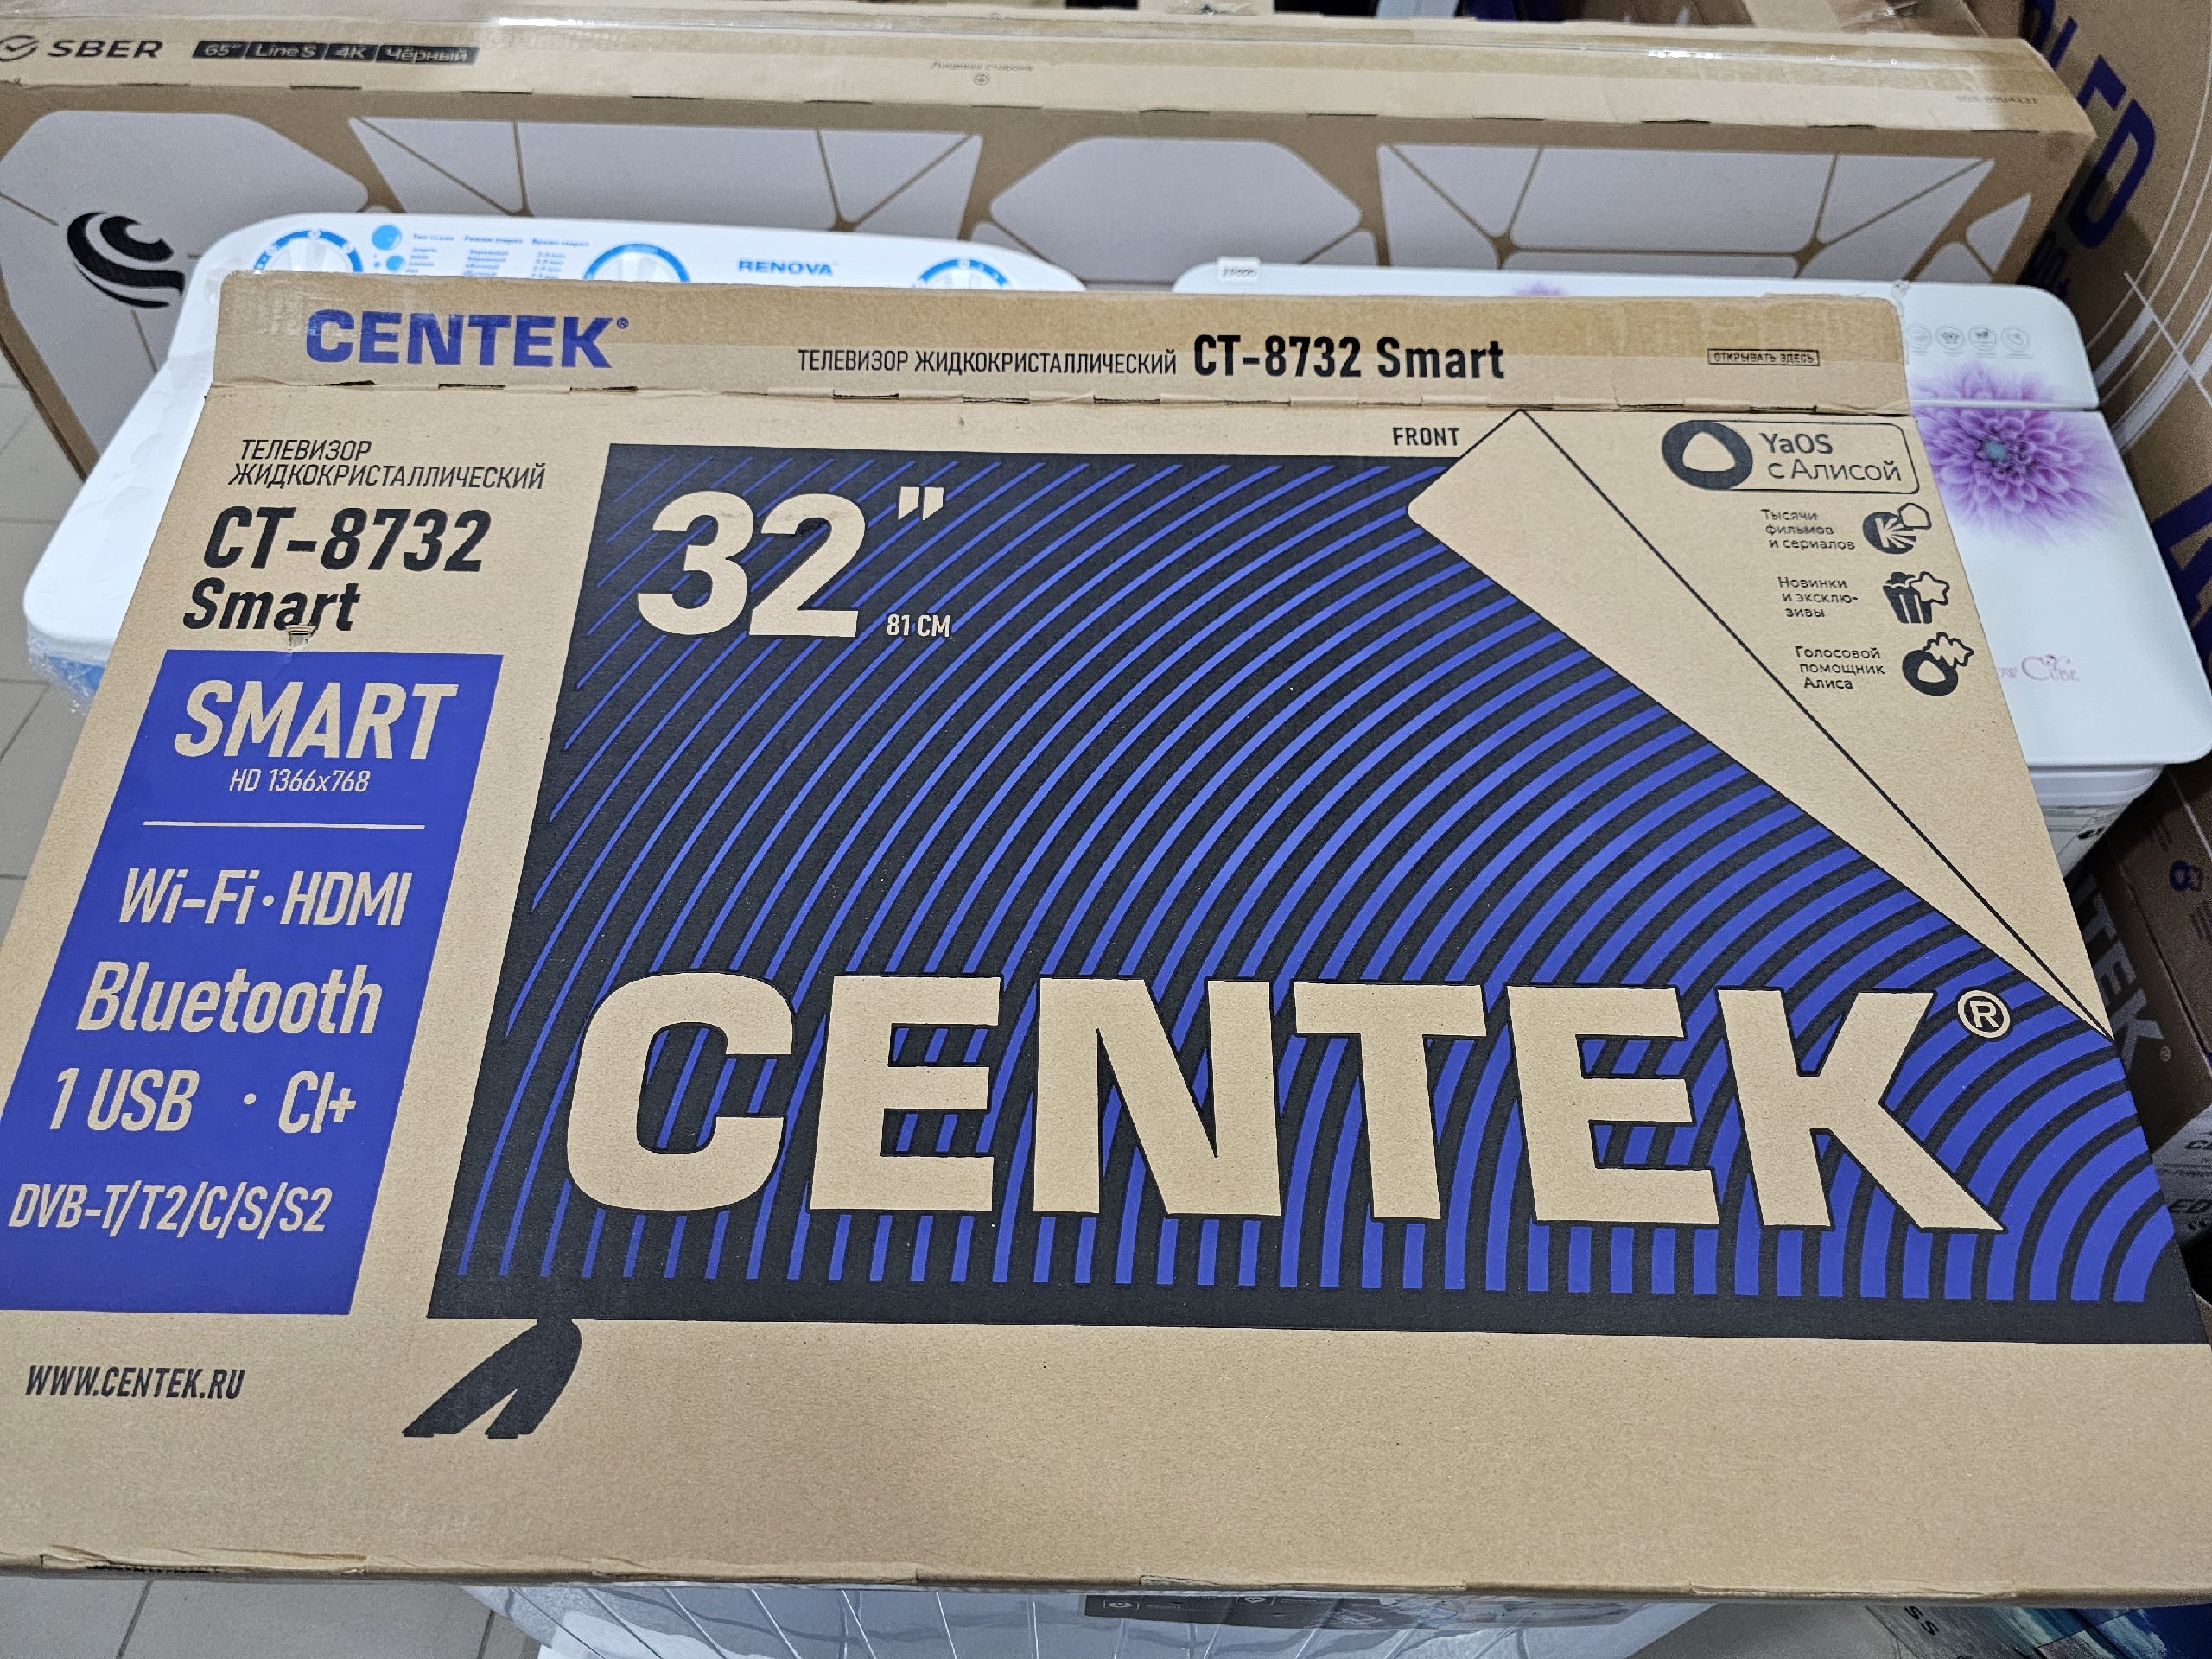 SBER 65" Line S 4K Чёрный
Лицевая сторона
RENOVA
CENTEK®
ТЕЛЕВИЗОР ЖИДКОКРИСТАЛЛИЧЕСКИЙ CT-8732 Smart
ОТКРЫВАТЬ ЗДЕСЬ
ТЕЛЕВИЗОР
ЖИДКОКРИСТАЛЛИЧЕСКИЙ
CT-8732
Smart
SMART
HD 1366x768
Wi-Fi · HDMI
Bluetooth
1 USB · CI+
DVB-T/T2/C/S/S2
WWW.CENTEK.RU
32"
81 CM
FRONT
CENTEK®
YaOS
с Алисой
Тысячи
фильмов
и сериалов
Новинки
и эксклю-
зивы
Голосовой
помощник
Алиса